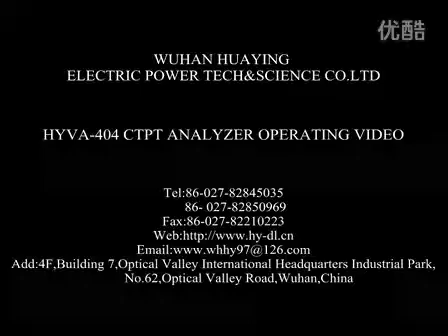 优酷
WUHAN HUAYING
ELECTRIC POWER TECH&SCIENCE CO.LTD
HYVA-404 CTPT ANALYZER OPERATING VIDEO
Tel:86-027-82845035
86- 027-82850969
Fax:86-027-82210223
Web:http://www.hy-dl.cn
Email:www.whhy97@126.com
Add:4F,Building 7,Optical Valley International Headquarters Industrial Park,
No.62,Optical Valley Road,Wuhan,China